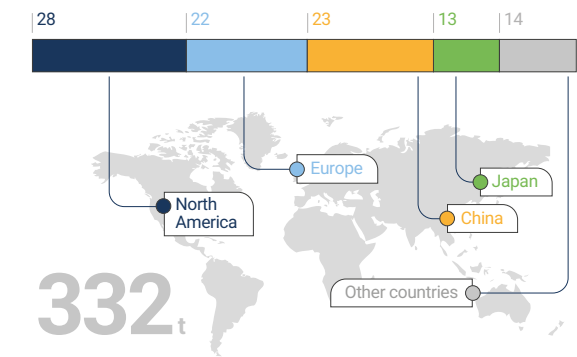 28 22 23 13 14
Europe
Japan
North
America
China
Other countries
332 t